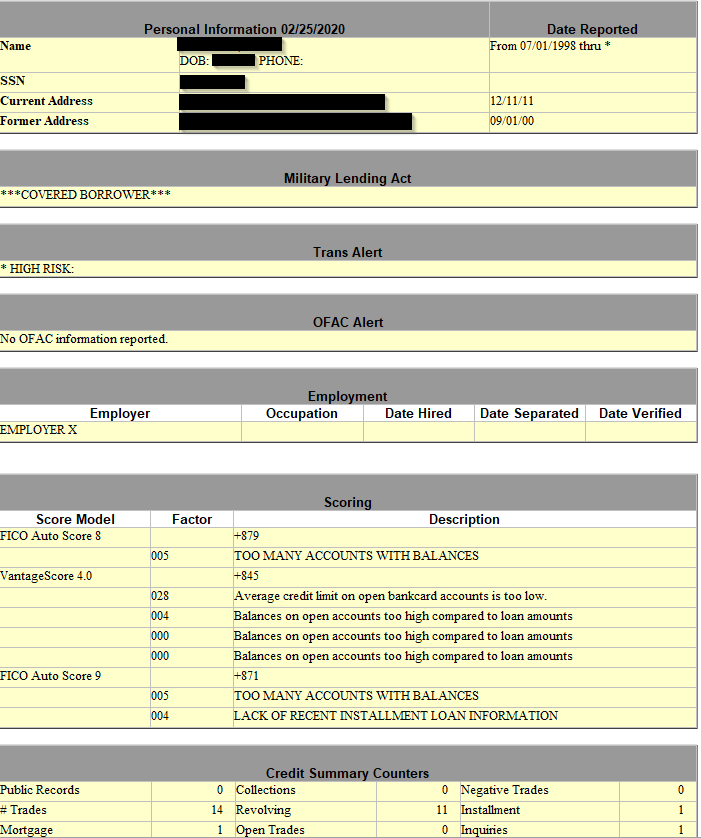 Personal Information 02/25/2020 Date Reported
Name From 07/01/1998 thru *
DOB: PHONE:
SSN
Current Address 12/11/11
Former Address 09/01/00
Military Lending Act
***COVERED BORROWER***
Trans Alert
* HIGH RISK:
OFAC Alert
No OFAC information reported.
Employment
Employer Occupation Date Hired Date Separated Date Verified
EMPLOYER X
Scoring
Score Model Factor Description
FICO Auto Score 8 +879
005 TOO MANY ACCOUNTS WITH BALANCES
VantageScore 4.0 +845
028 Average credit limit on open bankcard accounts is too low.
004 Balances on open accounts too high compared to loan amounts
000 Balances on open accounts too high compared to loan amounts
000 Balances on open accounts too high compared to loan amounts
FICO Auto Score 9 +871
005 TOO MANY ACCOUNTS WITH BALANCES
004 LACK OF RECENT INSTALLMENT LOAN INFORMATION
Credit Summary Counters
Public Records 0 Collections 0 Negative Trades 0
# Trades 14 Revolving 11 Installment 1
Mortgage 1 Open Trades 0 Inquiries 1